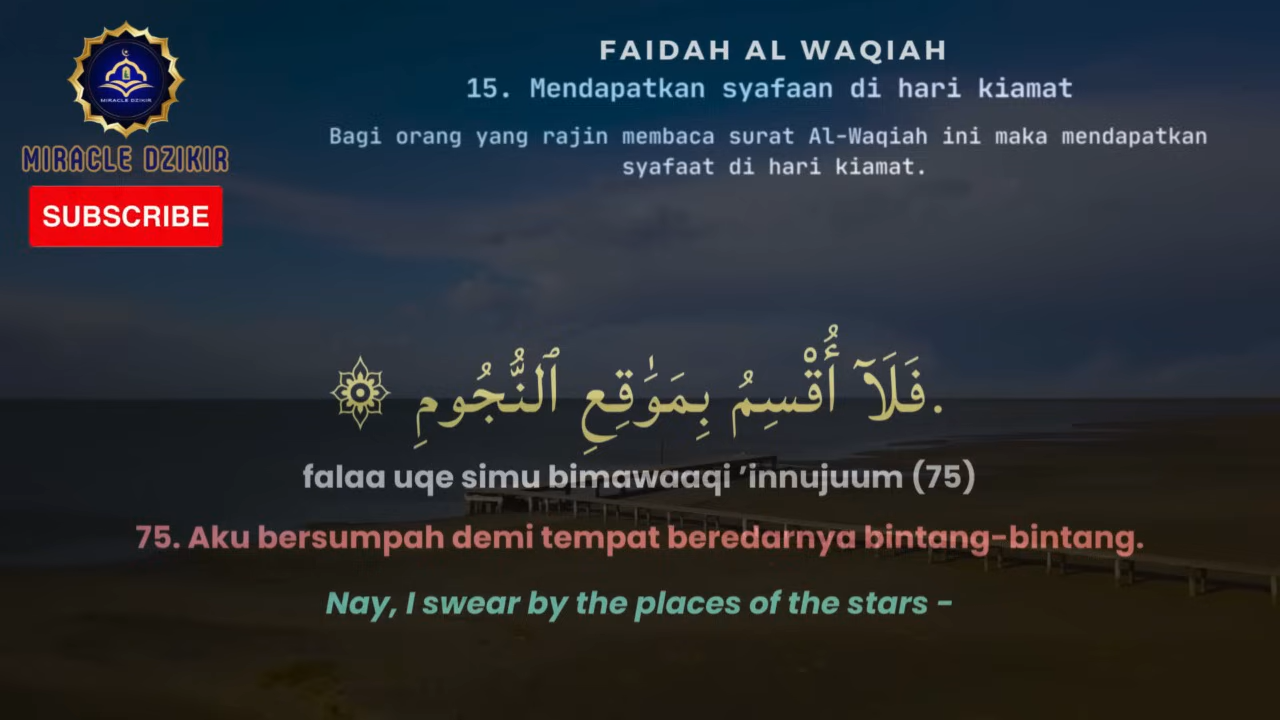 MIRACLE DZIKIR
MIRACLE DZIKIR
SUBSCRIBE
FAIDAH AL WAQIAH
15. Mendapatkan syafaan di hari kiamat
Bagi orang yang rajin membaca surat Al-Waqiah ini maka mendapatkan
syafaat di hari kiamat.
.فَلَآ أُقْسِمُ بِمَوَٰقِعِ ٱلنُّجُومِ ۞
falaa uqe simu bimawaaqi ’innujuum (75)
75. Aku bersumpah demi tempat beredarnya bintang-bintang.
Nay, I swear by the places of the stars -